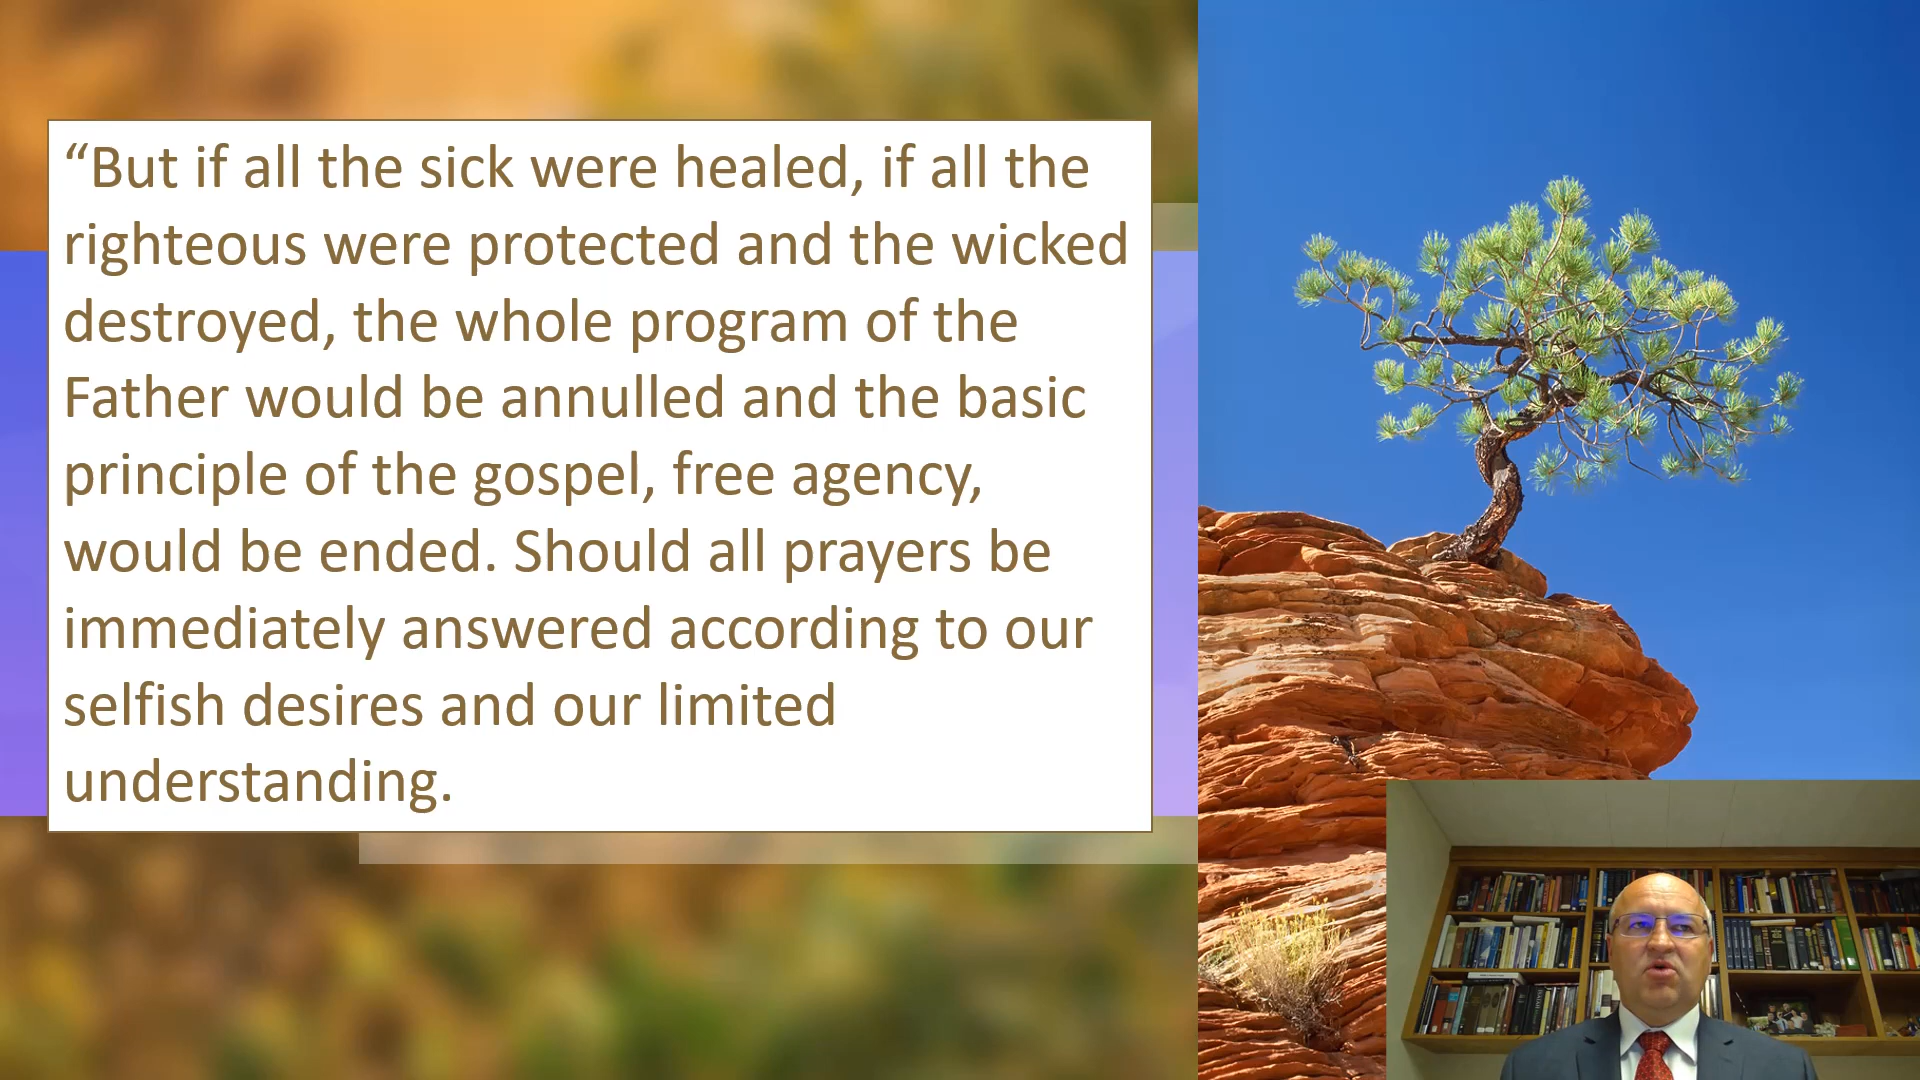 “But if all the sick were healed, if all the
righteous were protected and the wicked
destroyed, the whole program of the
Father would be annulled and the basic
principle of the gospel, free agency,
would be ended. Should all prayers be
immediately answered according to our
selfish desires and our limited
understanding.